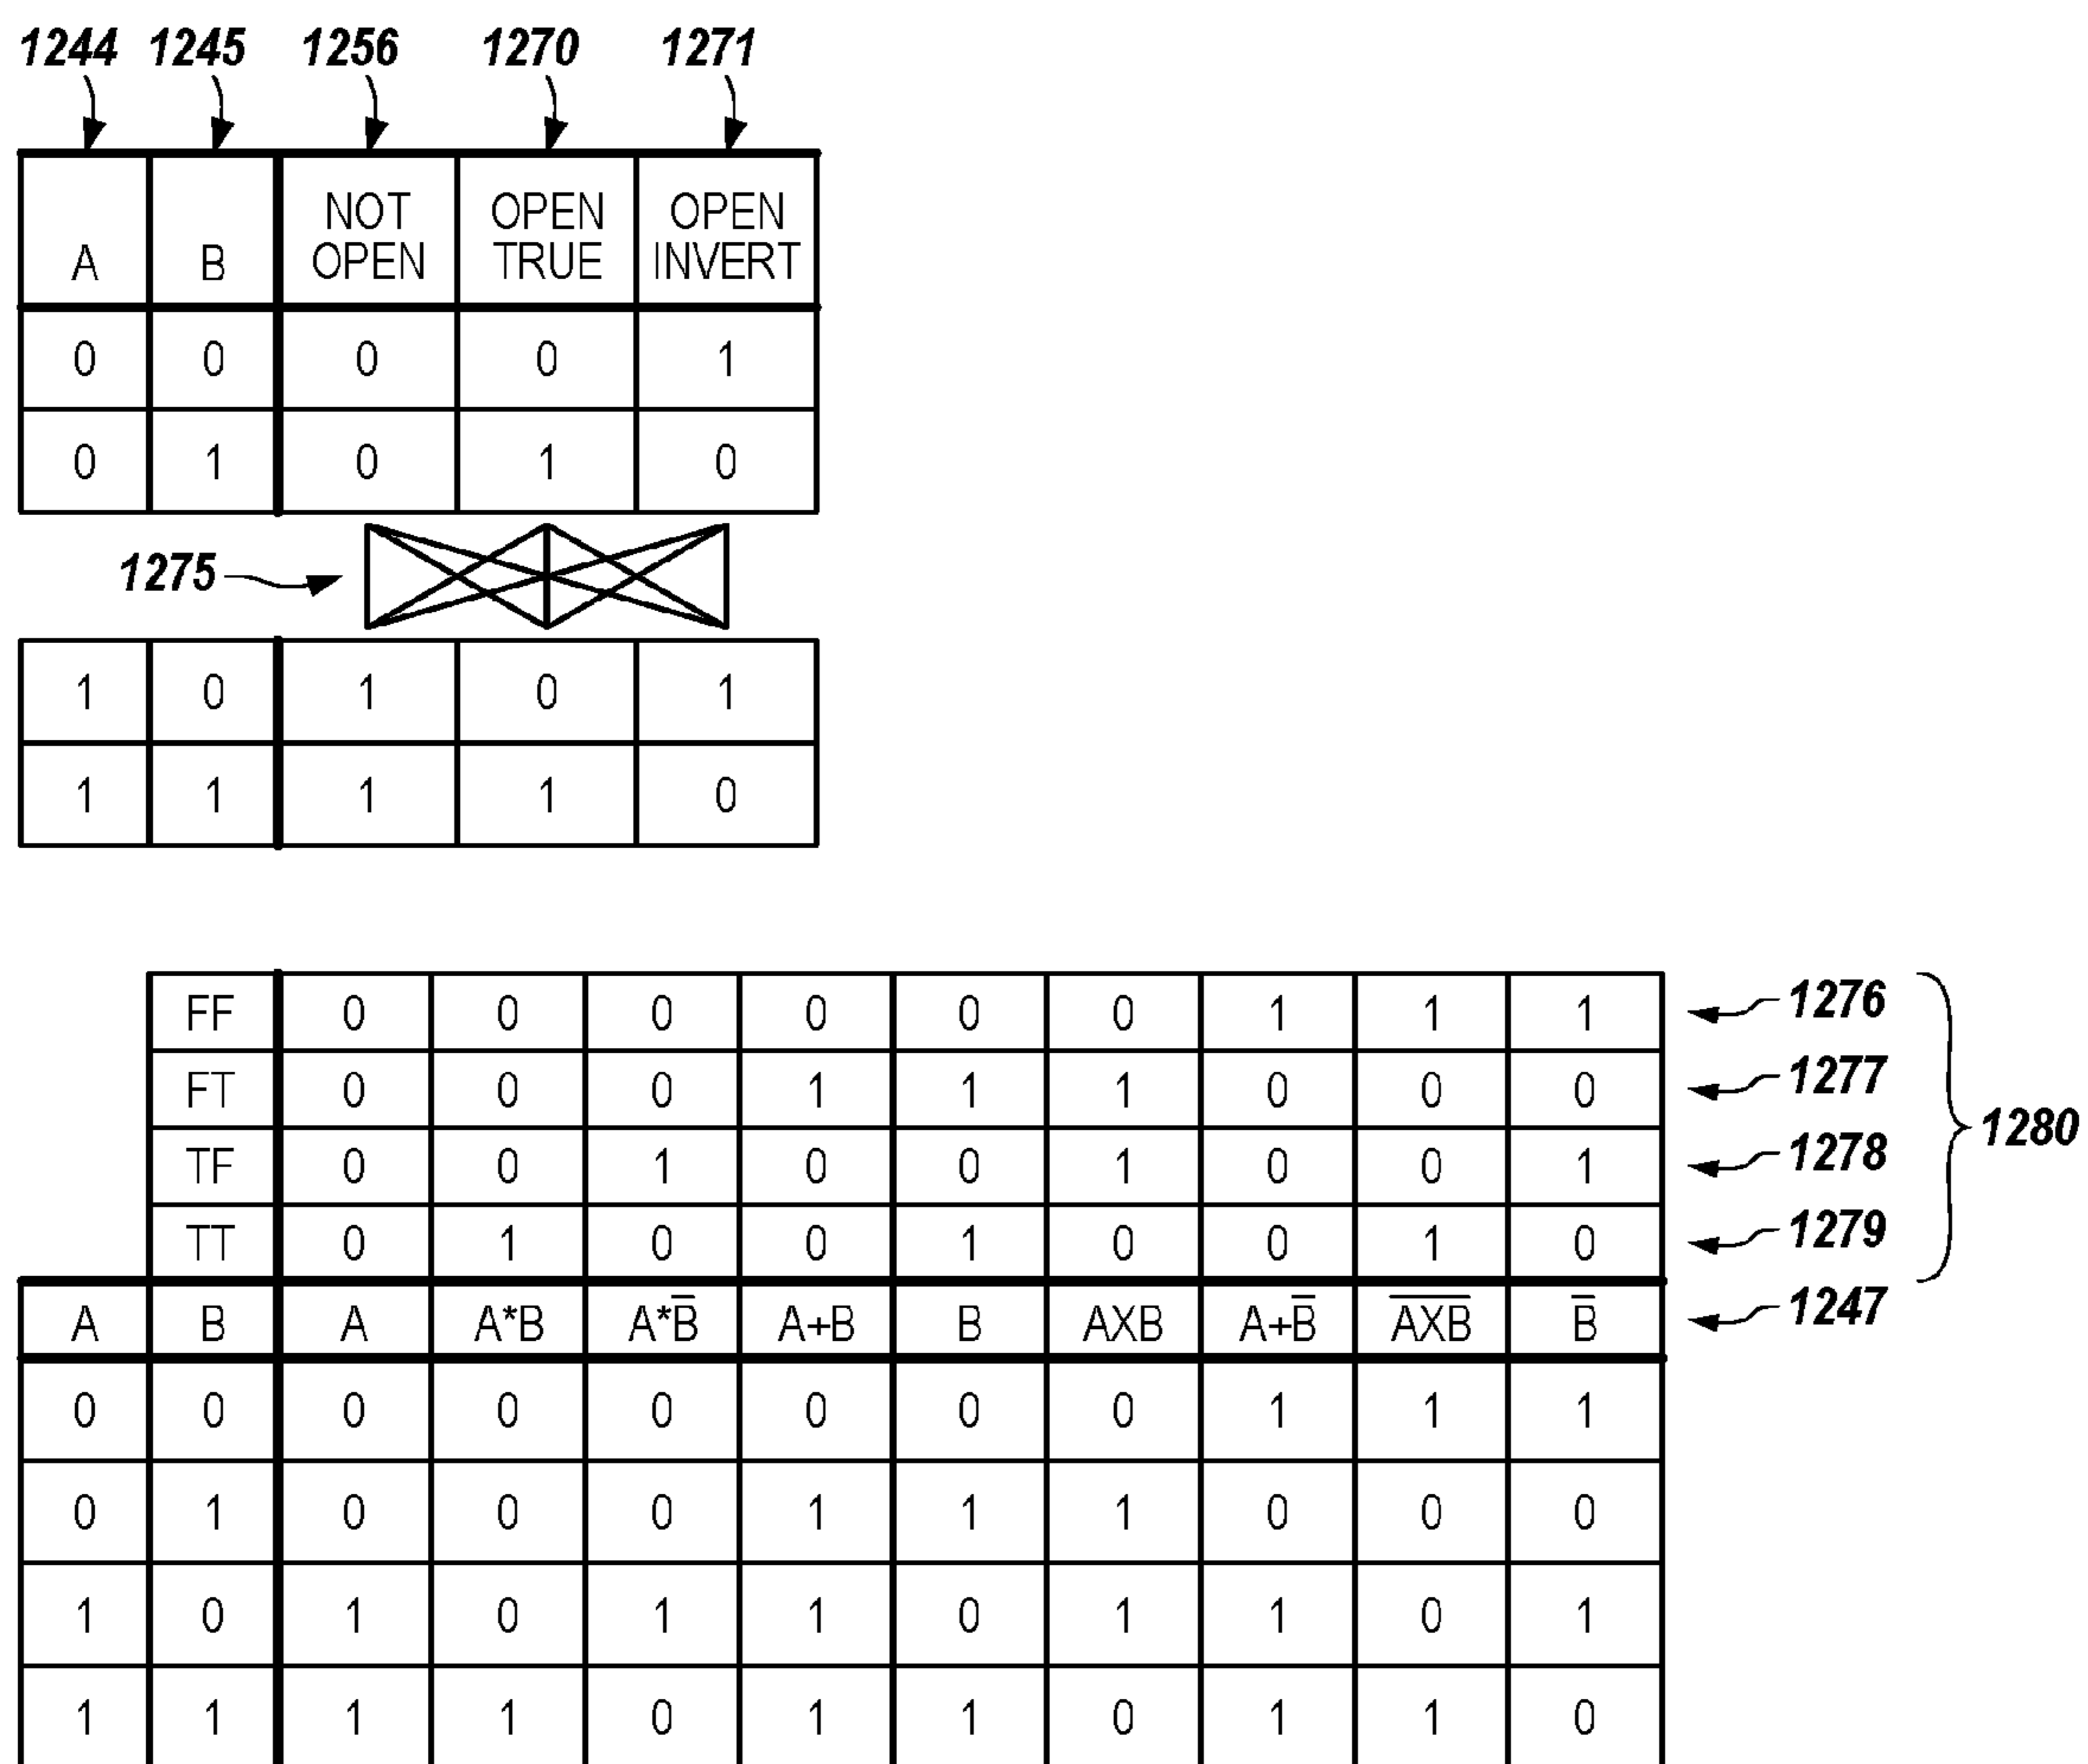 1244 1245 1256 1270 1271
A B NOT OPEN OPEN TRUE OPEN INVERT
0 0 0 0 1
0 1 0 1 0
1275
1 0 1 0 1
1 1 1 1 0
FF 0 0 0 0 0 0 1 1 1 1276
FT 0 0 0 1 1 1 0 0 0 1277
TF 0 0 1 0 0 1 0 0 1 1278
TT 0 1 0 0 1 0 0 1 0 1279
1280
A B A A*B A*B̅ A+B B AXB A+B̅ A̅X̅B̅ B̅ 1247
0 0 0 0 0 0 0 0 1 1 1
0 1 0 0 0 1 1 1 0 0 0
1 0 1 0 1 1 0 1 1 0 1
1 1 1 1 0 1 1 0 1 1 0